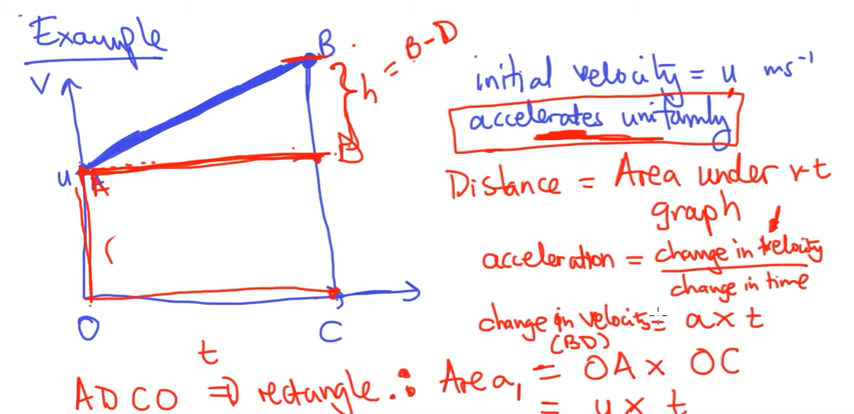 Example
V
B
h = B-D
u
A
D
O
C
t
initial velocity = u ms⁻¹
accelerates uniformly
Distance = Area under v-t
graph
acceleration = change in velocity
change in time
change in velocity = a x t
(BD)
ADCO ⇒ rectangle ∴ Area₁ = OA x OC
= u x t